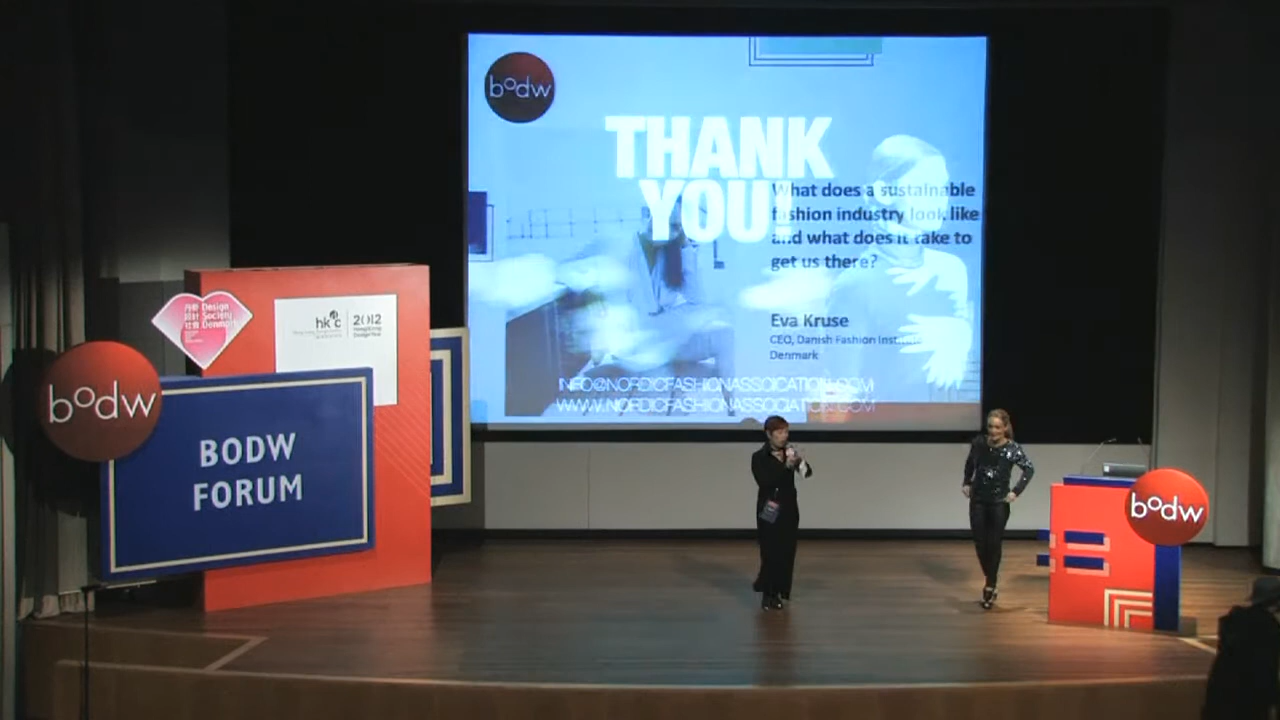 bodw
THANK
YOU!
What does a sustainable
fashion industry look like
and what does it take to
get us there?
Eva Kruse
CEO, Danish Fashion Institute
Denmark
INFO@NORDICFASHIONASSOCIATION.COM
WWW.NORDICFASHIONASSOCIATION.COM
Design
Society
Denmark
2012
bodw
BODW
FORUM
bodw